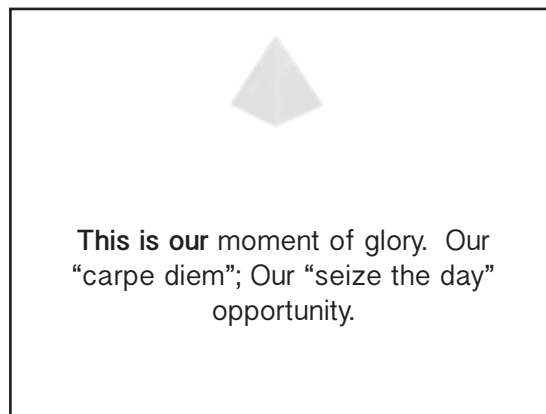 This is our moment of glory.  Our
“carpe diem”; Our “seize the day”
opportunity.